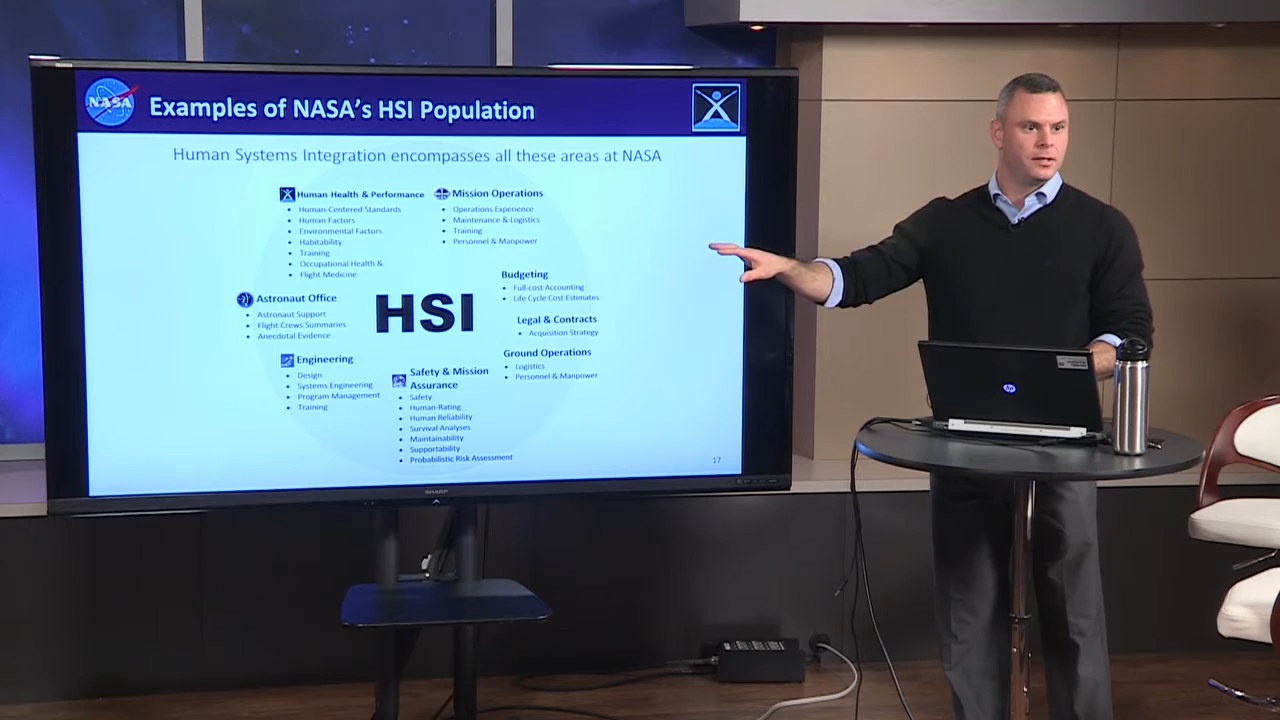 NASA
Examples of NASA's HSI Population
Human Systems Integration encompasses all these areas at NASA
Human Health & Performance
• Human-Centered Standards
• Human Factors
• Environmental Factors
• Habitability
• Training
• Occupational Health &
• Flight Medicine
Mission Operations
• Operations Experience
• Maintenance & Logistics
• Training
• Personnel & Manpower
Budgeting
• Full-cost Accounting
• Life Cycle Cost Estimates
Astronaut Office
• Astronaut Support
• Flight Crews Summaries
• Anecdotal Evidence
HSI
Legal & Contracts
• Acquisition Strategy
Ground Operations
• Logistics
• Personnel & Manpower
Engineering
• Design
• Systems Engineering
• Program Management
• Training
Safety & Mission
Assurance
• Safety
• Human-Rating
• Human Reliability
• Survival Analyses
• Maintainability
• Supportability
• Probabilistic Risk Assessment
17
SHARP
hp